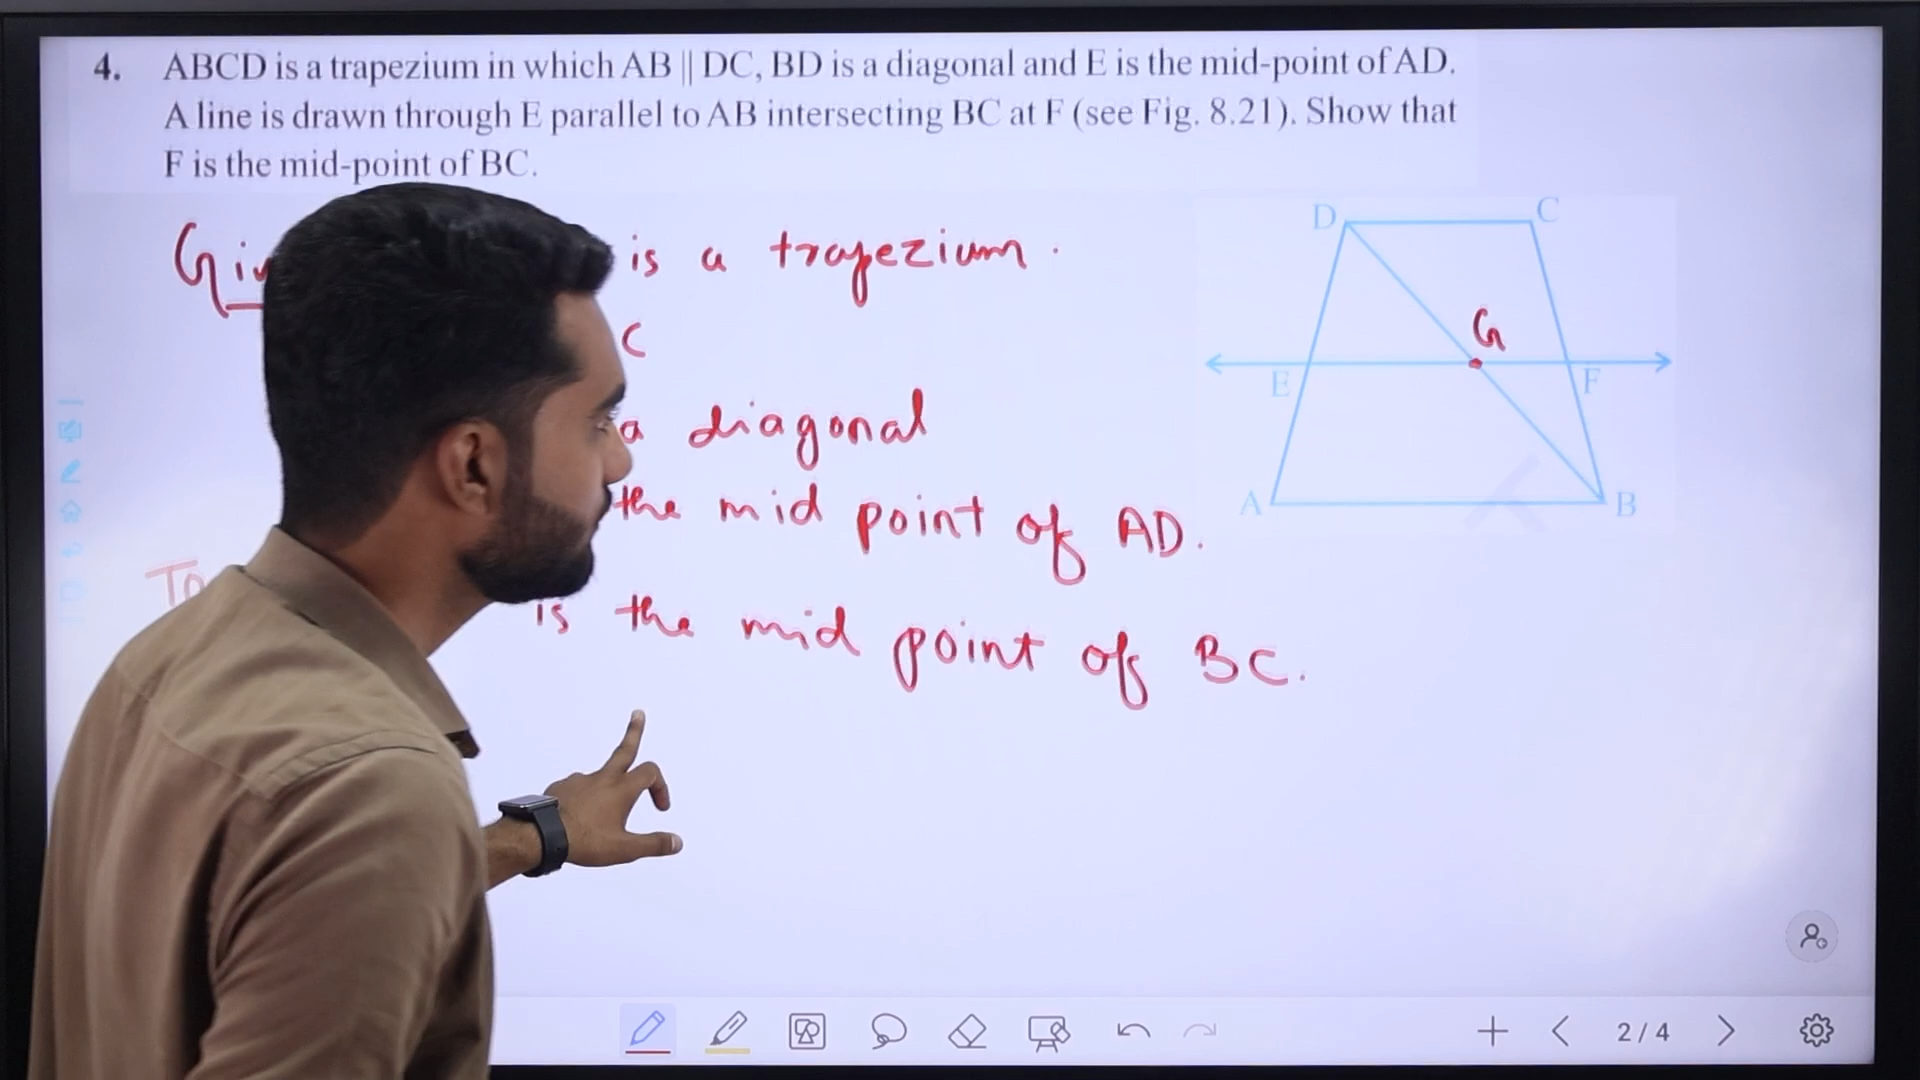 4. ABCD is a trapezium in which AB || DC, BD is a diagonal and E is the mid-point of AD.
A line is drawn through E parallel to AB intersecting BC at F (see Fig. 8.21). Show that
F is the mid-point of BC.
is a trapezium.
C
a diagonal
the mid point of AD.
To
is the mid point of BC.
D C
G
E F
A B
2/4